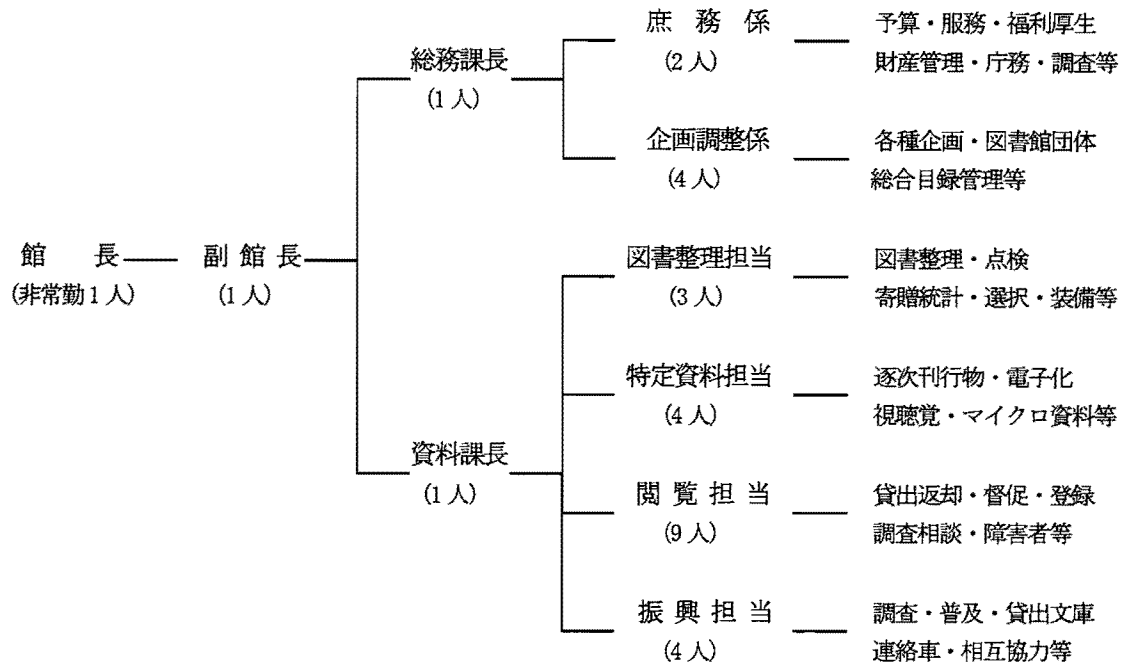 庶務係
予算・服務・福利厚生
(2人)
財産管理・庁務・調査等
総務課長
(1人)
企画調整係
各種企画・図書館団体
(4人)
総合目録管理等
館長
副館長
(非常勤1人)
(1人)
図書整理担当
図書整理・点検
(3人)
寄贈統計・選択・装備等
特定資料担当
逐次刊行物・電子化
(4人)
視聴覚・マイクロ資料等
資料課長
(1人)
閲覧担当
貸出返却・督促・登録
(9人)
調査相談・障害者等
振興担当
調査・普及・貸出文庫
(4人)
連絡車・相互協力等